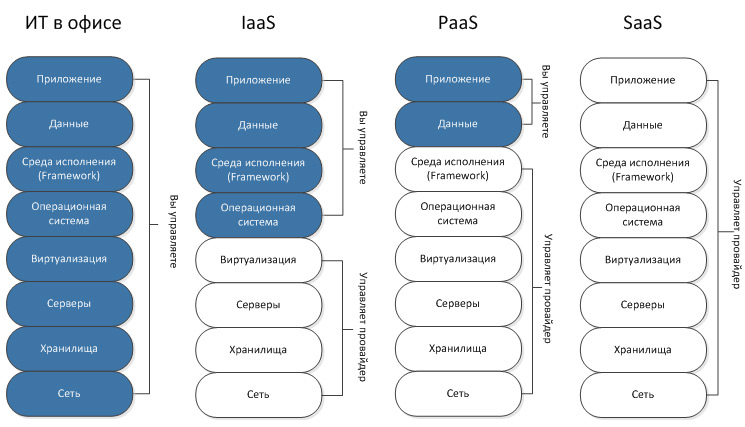 ИТ в офисе
Приложение
Данные
Среда исполнения
(Framework)
Операционная
система
Виртуализация
Серверы
Хранилища
Сеть
Вы управляете
IaaS
Приложение
Данные
Среда исполнения
(Framework)
Операционная
система
Виртуализация
Серверы
Хранилища
Сеть
Вы управляете
Управляет провайдер
PaaS
Приложение
Данные
Среда исполнения
(Framework)
Операционная
система
Виртуализация
Серверы
Хранилища
Сеть
Вы управляете
Управляет провайдер
SaaS
Приложение
Данные
Среда исполнения
(Framework)
Операционная
система
Виртуализация
Серверы
Хранилища
Сеть
Управляет провайдер